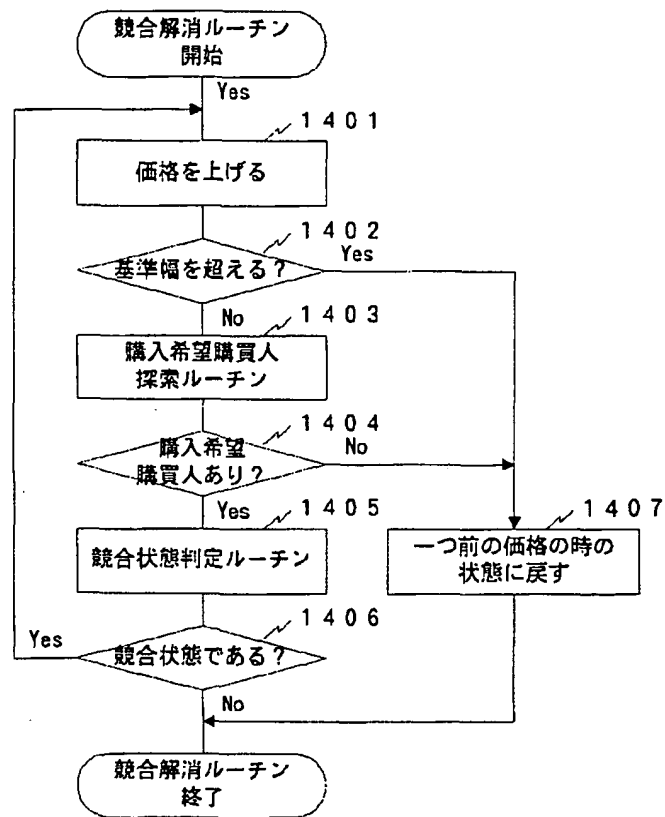 競合解消ルーチン
開始
Yes
1401
価格を上げる
1402
基準幅を超える?
Yes
No
1403
購入希望購買人
探索ルーチン
1404
購入希望
購買人あり?
No
Yes
1405
競合状態判定ルーチン
1407
一つ前の価格の時の
状態に戻す
1406
競合状態である?
Yes
No
競合解消ルーチン
終了